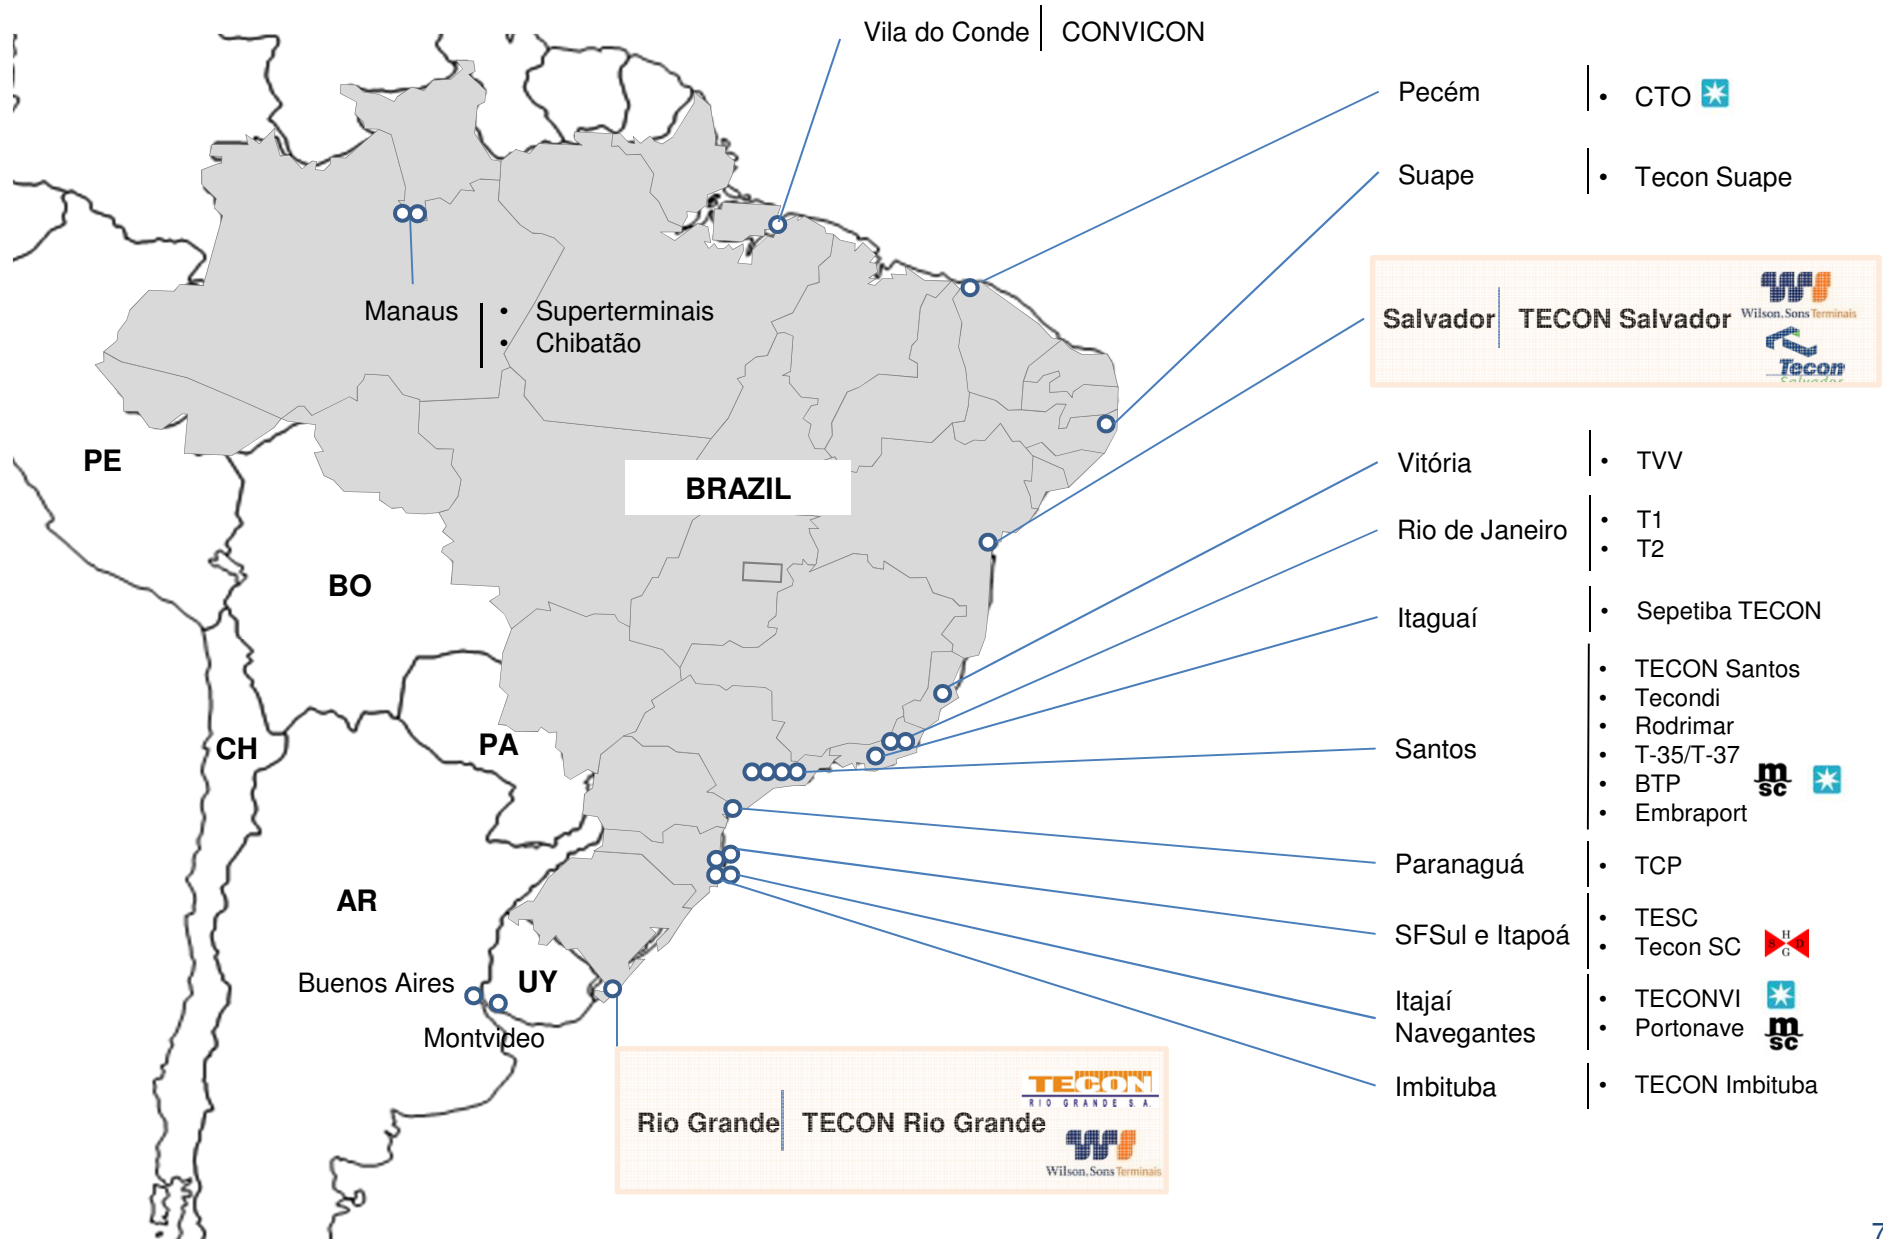 Vila do Conde CONVICON
Pecém • CTO
Suape • Tecon Suape
Salvador TECON Salvador
Wilson, Sons Terminais
Tecon
Salvador
Manaus • Superterminais
• Chibatão
PE
BRAZIL
Vitória • TVV
Rio de Janeiro • T1
• T2
BO
Itaguaí • Sepetiba TECON
CH
PA
Santos • TECON Santos
• Tecondi
• Rodrimar
• T-35/T-37
• BTP
msc
• Embraport
Paranaguá • TCP
AR
SFSul e Itapoá • TESC
• Tecon SC
H
S D
G
Buenos Aires
UY
Montvideo
Itajaí • TECONVI
Navegantes • Portonave
msc
Imbituba • TECON Imbituba
TECON
RIO GRANDE S.A.
Rio Grande TECON Rio Grande
Wilson, Sons Terminais
7